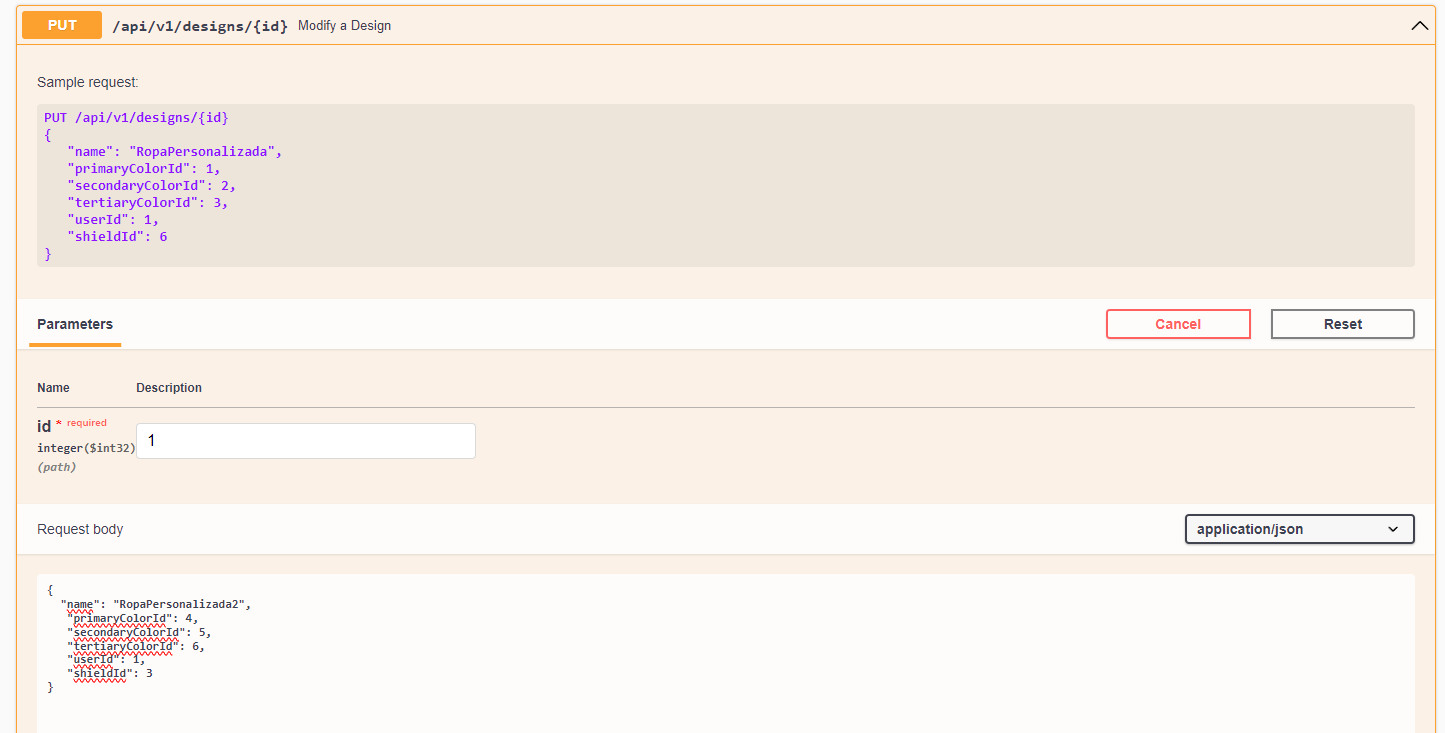 PUT /api/v1/designs/{id} Modify a Design
Sample request:
PUT /api/v1/designs/{id}
{
"name": "RopaPersonalizada",
"primaryColorId": 1,
"secondaryColorId": 2,
"tertiaryColorId": 3,
"userId": 1,
"shieldId": 6
}
Parameters Cancel Reset
Name Description
id * required
integer($int32) 1
(path)
Request body application/json
{
"name": "RopaPersonalizada2",
"primaryColorId": 4,
"secondaryColorId": 5,
"tertiaryColorId": 6,
"userId": 1,
"shieldId": 3
}